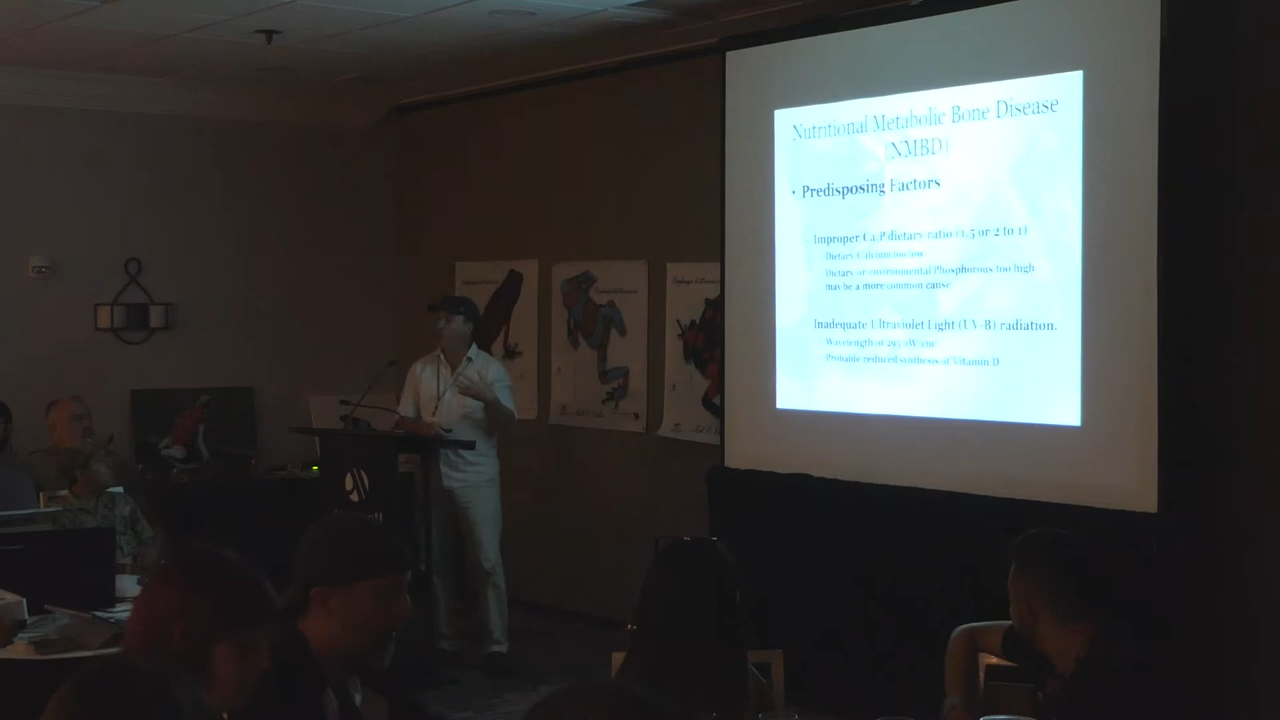 Nutritional Metabolic Bone Disease
(NMBD)
• Predisposing Factors
Improper Ca:P dietary ratio (1.5 or 2 to 1)
Dietary Calcium too low
Dietary or environmental Phosphorous too high
may be a more common cause
Inadequate Ultraviolet Light (UV-B) radiation.
Wavelength of
Probable reduced synthesis of Vitamin D